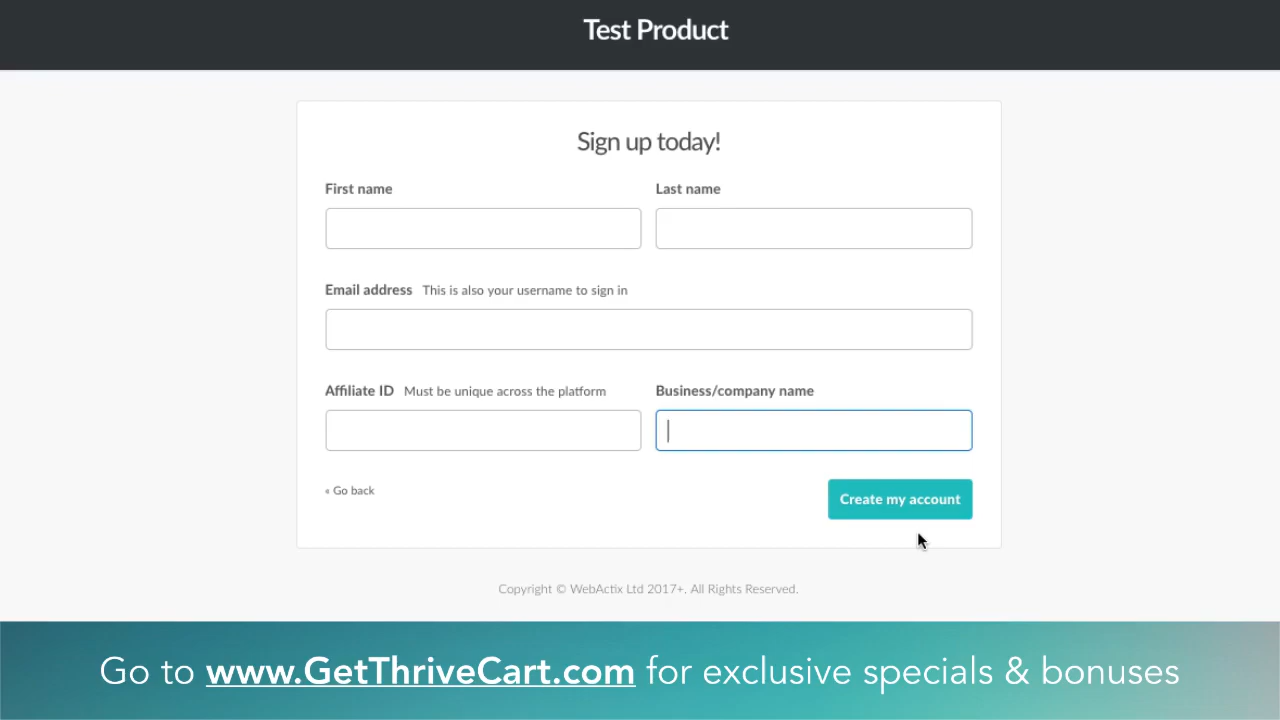 Test Product
Sign up today!
First name
Last name
Email address This is also your username to sign in
Affiliate ID Must be unique across the platform
Business/company name
« Go back
Create my account
Copyright © WebActix Ltd 2017+. All Rights Reserved.
Go to www.GetThriveCart.com for exclusive specials & bonuses